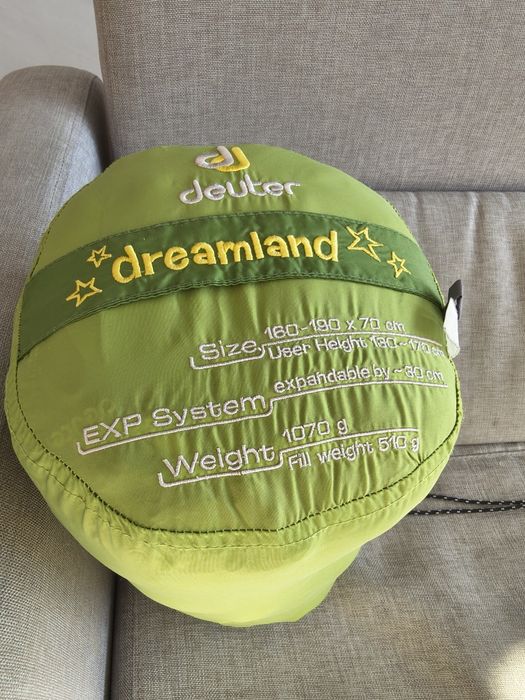 deuter
dreamland
Size 160-190 x 70 cm
User Height 130-170 cm
EXP System expandable by ~30 cm
Weight 1070 g
Fill weight 510 g